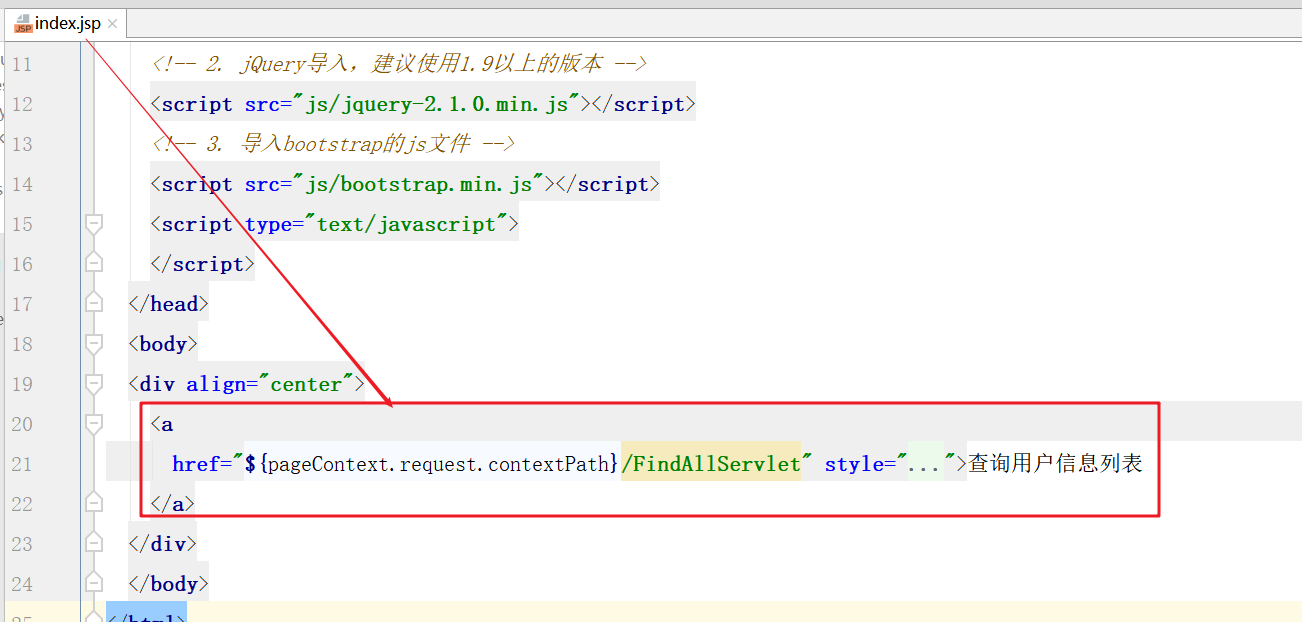 JSP index.jsp ×
11 <!-- 2. jQuery导入，建议使用1.9以上的版本 -->
12 <script src="js/jquery-2.1.0.min.js"></script>
13 <!-- 3. 导入bootstrap的js文件 -->
14 <script src="js/bootstrap.min.js"></script>
15 <script type="text/javascript">
16 </script>
17 </head>
18 <body>
19 <div align="center">
20 <a
21 href="${pageContext.request.contextPath}/FindAllServlet" style="...">查询用户信息列表
22 </a>
23 </div>
24 </body>
25 </html>